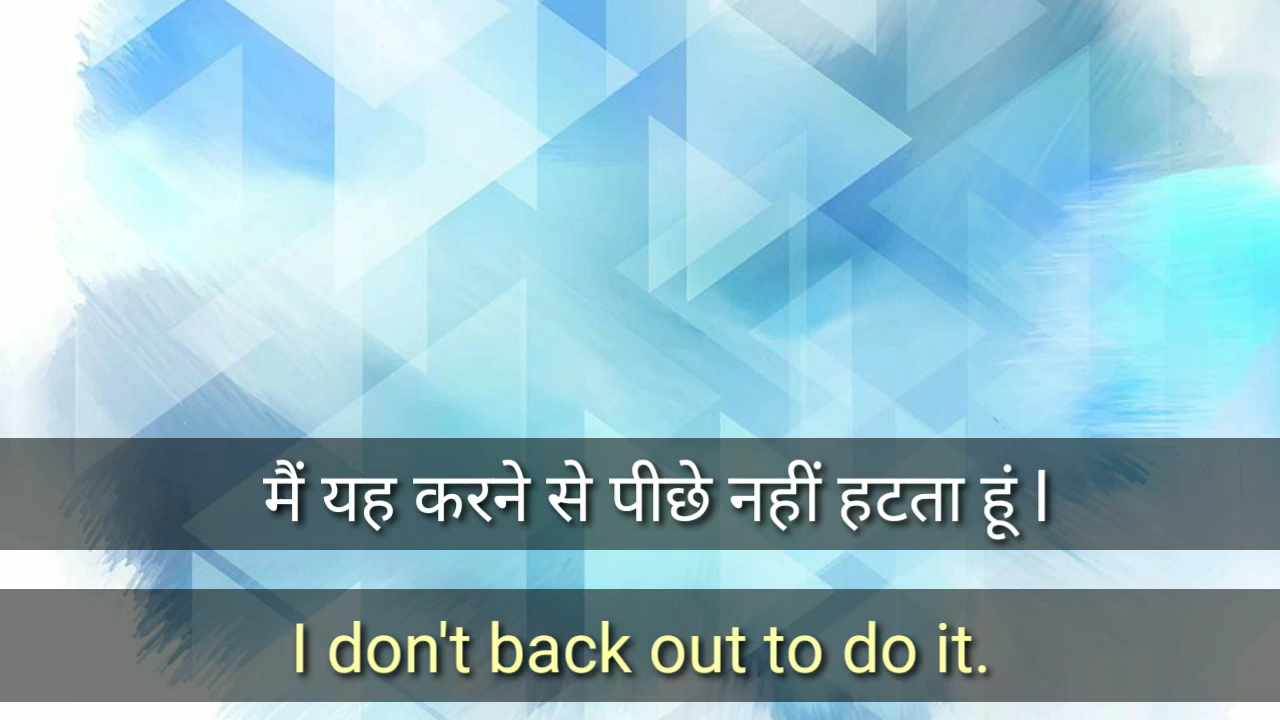 मैं यह करने से पीछे नहीं हटता हूं l
I don't back out to do it.